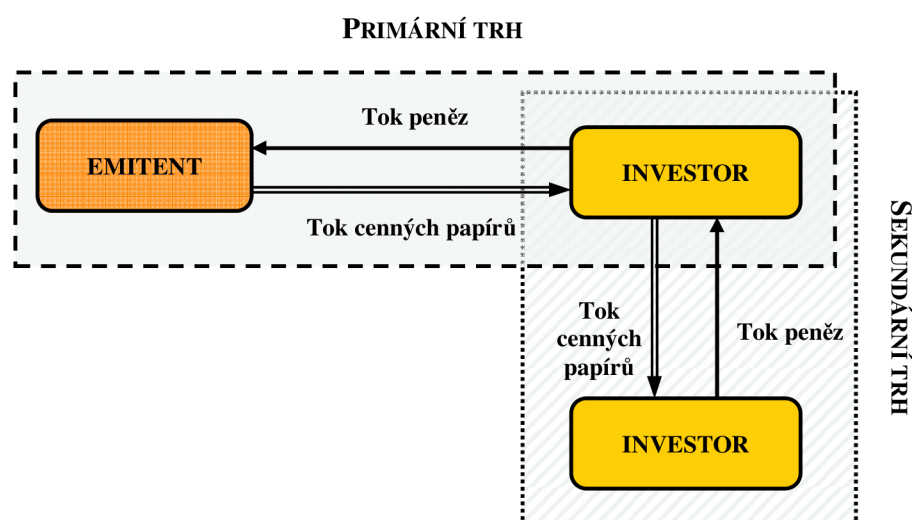 PRIMÁRNÍ TRH
Tok peněz
EMITENT
INVESTOR
Tok cenných papírů
SEKUNDÁRNÍ TRH
Tok
cenných
papírů
Tok peněz
INVESTOR